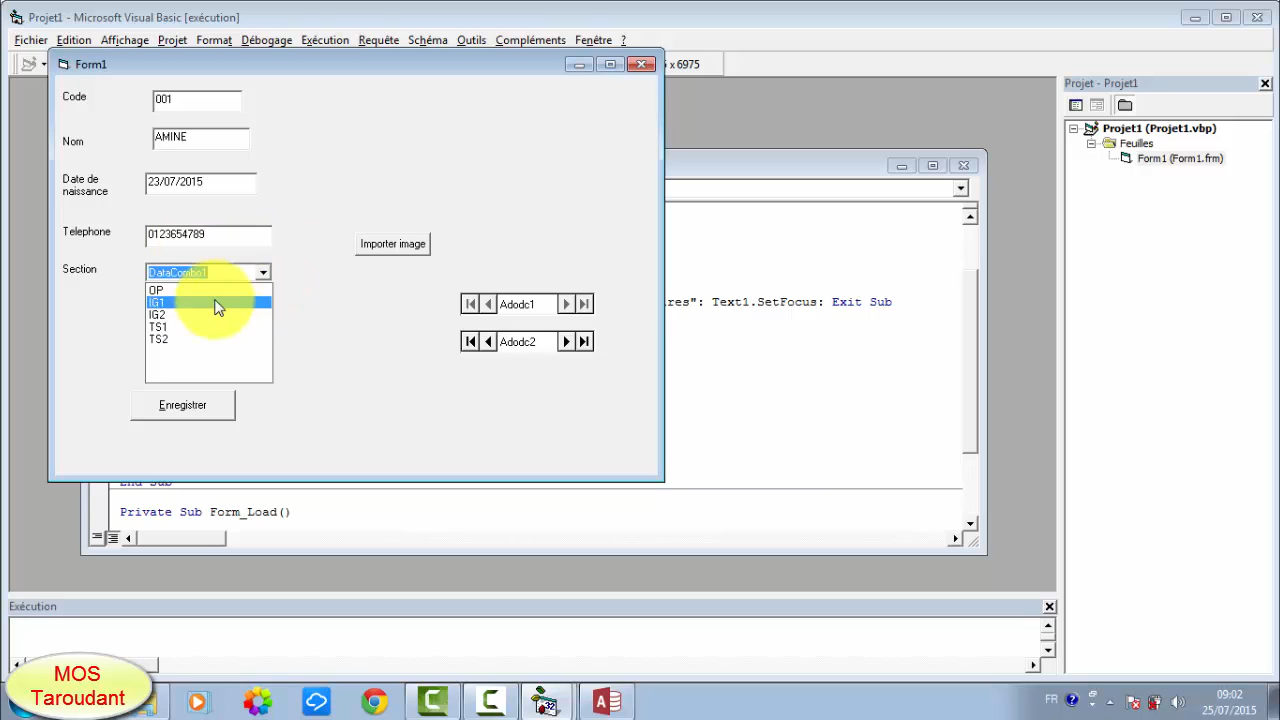 Projet1 - Microsoft Visual Basic [exécution]
Fichier Edition Affichage Projet Format Débogage Exécution Requête Schéma Outils Compléments Fenêtre ?
x 6975
Form1
Projet - Projet1
Code 001
Nom AMINE
Date de naissance 23/07/2015
Telephone 0123654789
Section DataCombo1
OP
IG1
IG2
TS1
TS2
Importer image
Adodc1
Adodc2
Enregistrer
Projet1 (Projet1.vbp)
Feuilles
Form1 (Form1.frm)
res": Text1.SetFocus: Exit Sub
End Sub
Private Sub Form_Load()
Exécution
MOS
Taroudant
32
FR
09:02
25/07/2015